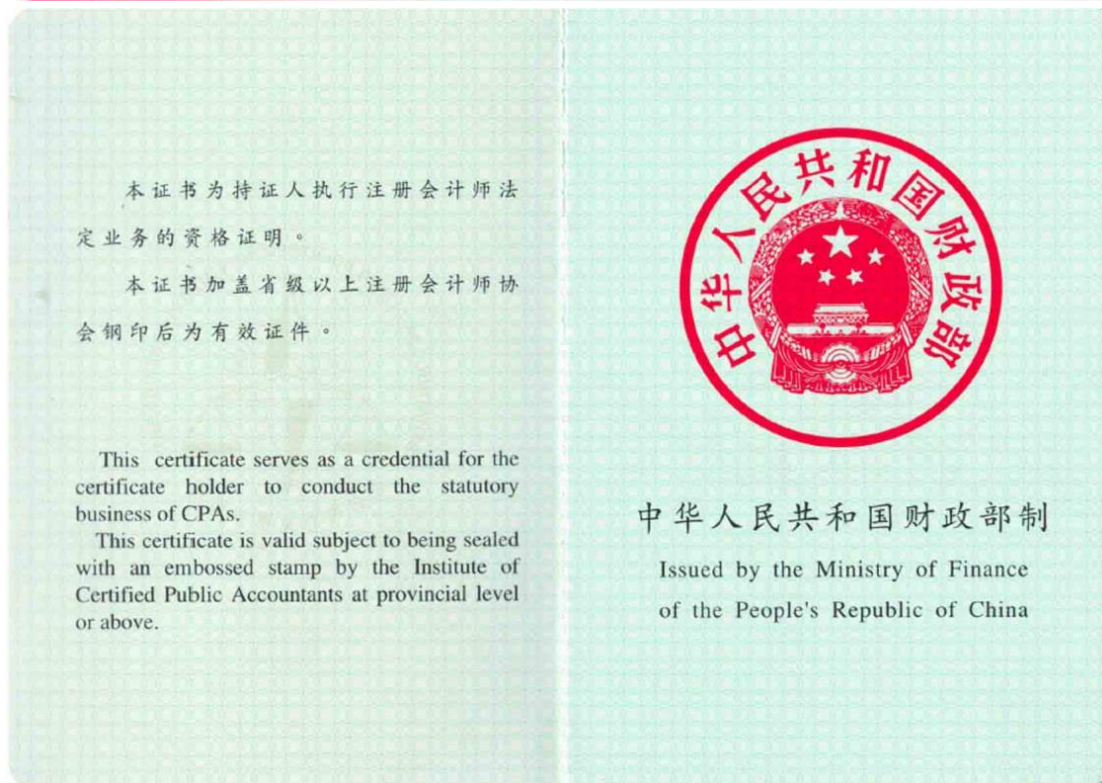 本证书为持证人执行注册会计师法
定业务的资格证明。
本证书加盖省级以上注册会计师协
会钢印后为有效证件。
This certificate serves as a credential for the
certificate holder to conduct the statutory
business of CPAs.
This certificate is valid subject to being sealed
with an embossed stamp by the Institute of
Certified Public Accountants at provincial level
or above.
中华人民共和国财政部
中华人民共和国财政部制
Issued by the Ministry of Finance
of the People's Republic of China